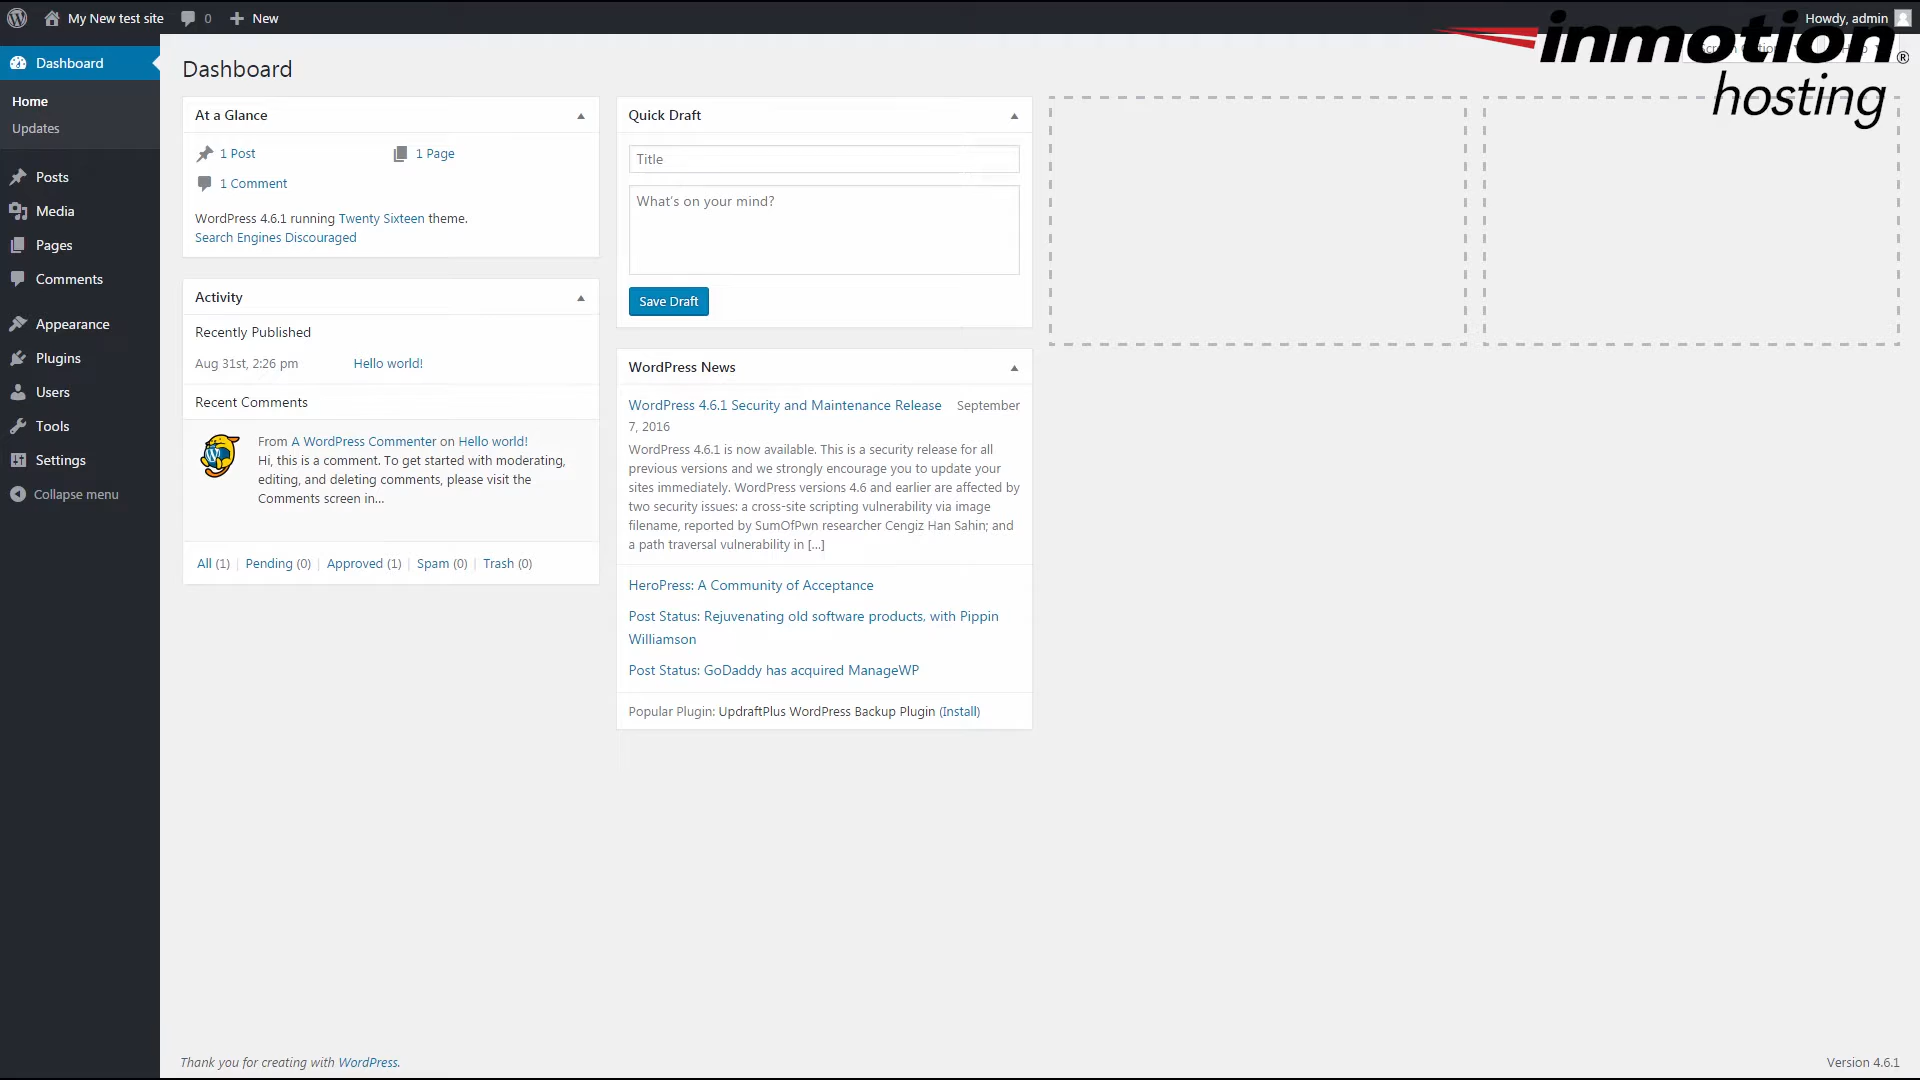 My New test site
0
New
Howdy, admin
inmotion®
hosting
Dashboard
Home
Updates
Posts
Media
Pages
Comments
Appearance
Plugins
Users
Tools
Settings
Collapse menu
Dashboard
At a Glance
1 Post
1 Page
1 Comment
WordPress 4.6.1 running Twenty Sixteen theme.
Search Engines Discouraged
Activity
Recently Published
Aug 31st, 2:26 pm Hello world!
Recent Comments
From A WordPress Commenter on Hello world!
Hi, this is a comment. To get started with moderating,
editing, and deleting comments, please visit the
Comments screen in...
All (1) | Pending (0) | Approved (1) | Spam (0) | Trash (0)
Quick Draft
Title
What's on your mind?
Save Draft
WordPress News
WordPress 4.6.1 Security and Maintenance Release September
7, 2016
WordPress 4.6.1 is now available. This is a security release for all
previous versions and we strongly encourage you to update your
sites immediately. WordPress versions 4.6 and earlier are affected by
two security issues: a cross-site scripting vulnerability via image
filename, reported by SumOfPwn researcher Cengiz Han Sahin; and
a path traversal vulnerability in [...]
HeroPress: A Community of Acceptance
Post Status: Rejuvenating old software products, with Pippin
Williamson
Post Status: GoDaddy has acquired ManageWP
Popular Plugin: UpdraftPlus WordPress Backup Plugin (Install)
Thank you for creating with WordPress.
Version 4.6.1